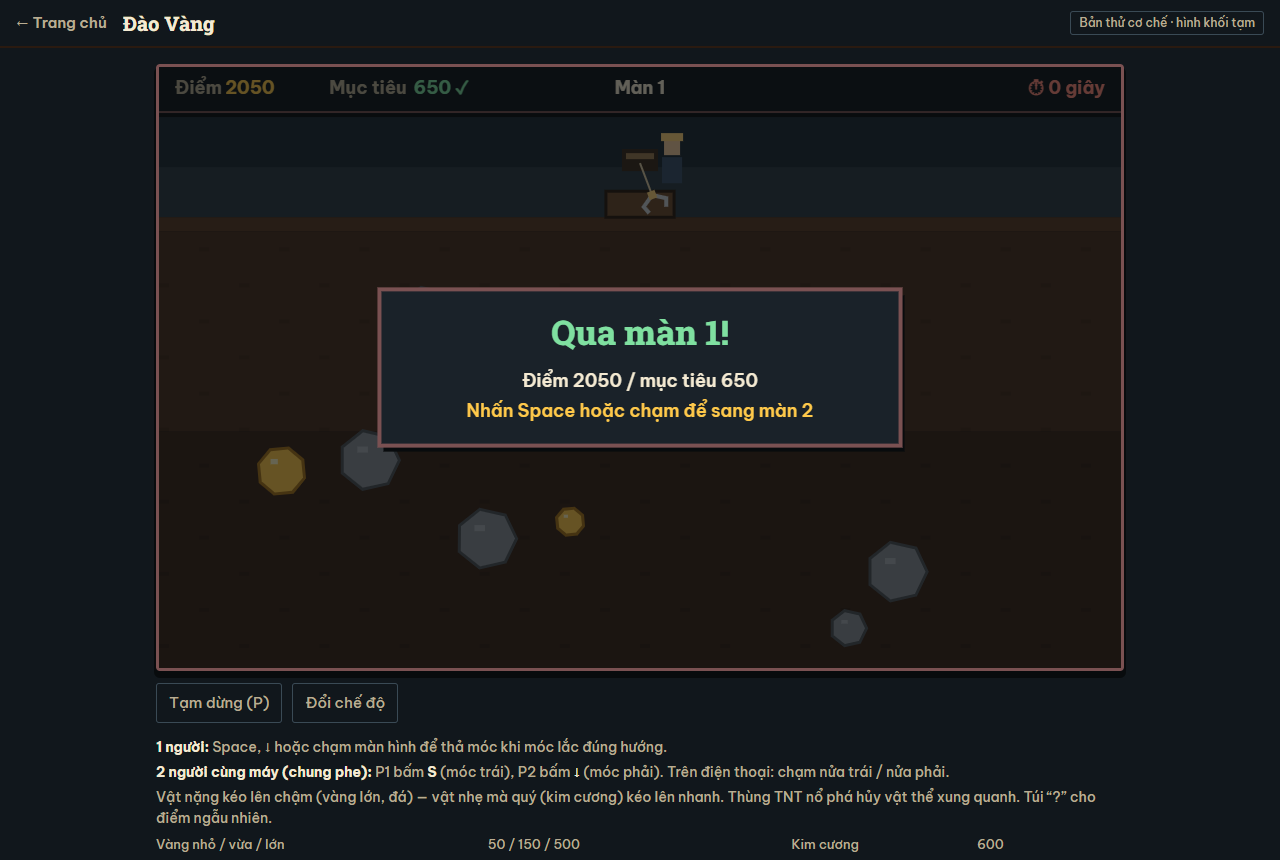 ← Trang chủ Đào Vàng Bản thử cơ chế · hình khối tạm
Điểm 2050 Mục tiêu 650 ✓ Màn 1 ⏱ 0 giây
Qua màn 1!
Điểm 2050 / mục tiêu 650
Nhấn Space hoặc chạm để sang màn 2
Tạm dừng (P) Đổi chế độ
1 người: Space, ↓ hoặc chạm màn hình để thả móc khi móc lắc đúng hướng.
2 người cùng máy (chung phe): P1 bấm S (móc trái), P2 bấm ↓ (móc phải). Trên điện thoại: chạm nửa trái / nửa phải.
Vật nặng kéo lên chậm (vàng lớn, đá) — vật nhẹ mà quý (kim cương) kéo lên nhanh. Thùng TNT nổ phá hủy vật thể xung quanh. Túi “?” cho
điểm ngẫu nhiên.
Vàng nhỏ / vừa / lớn 50 / 150 / 500 Kim cương 600